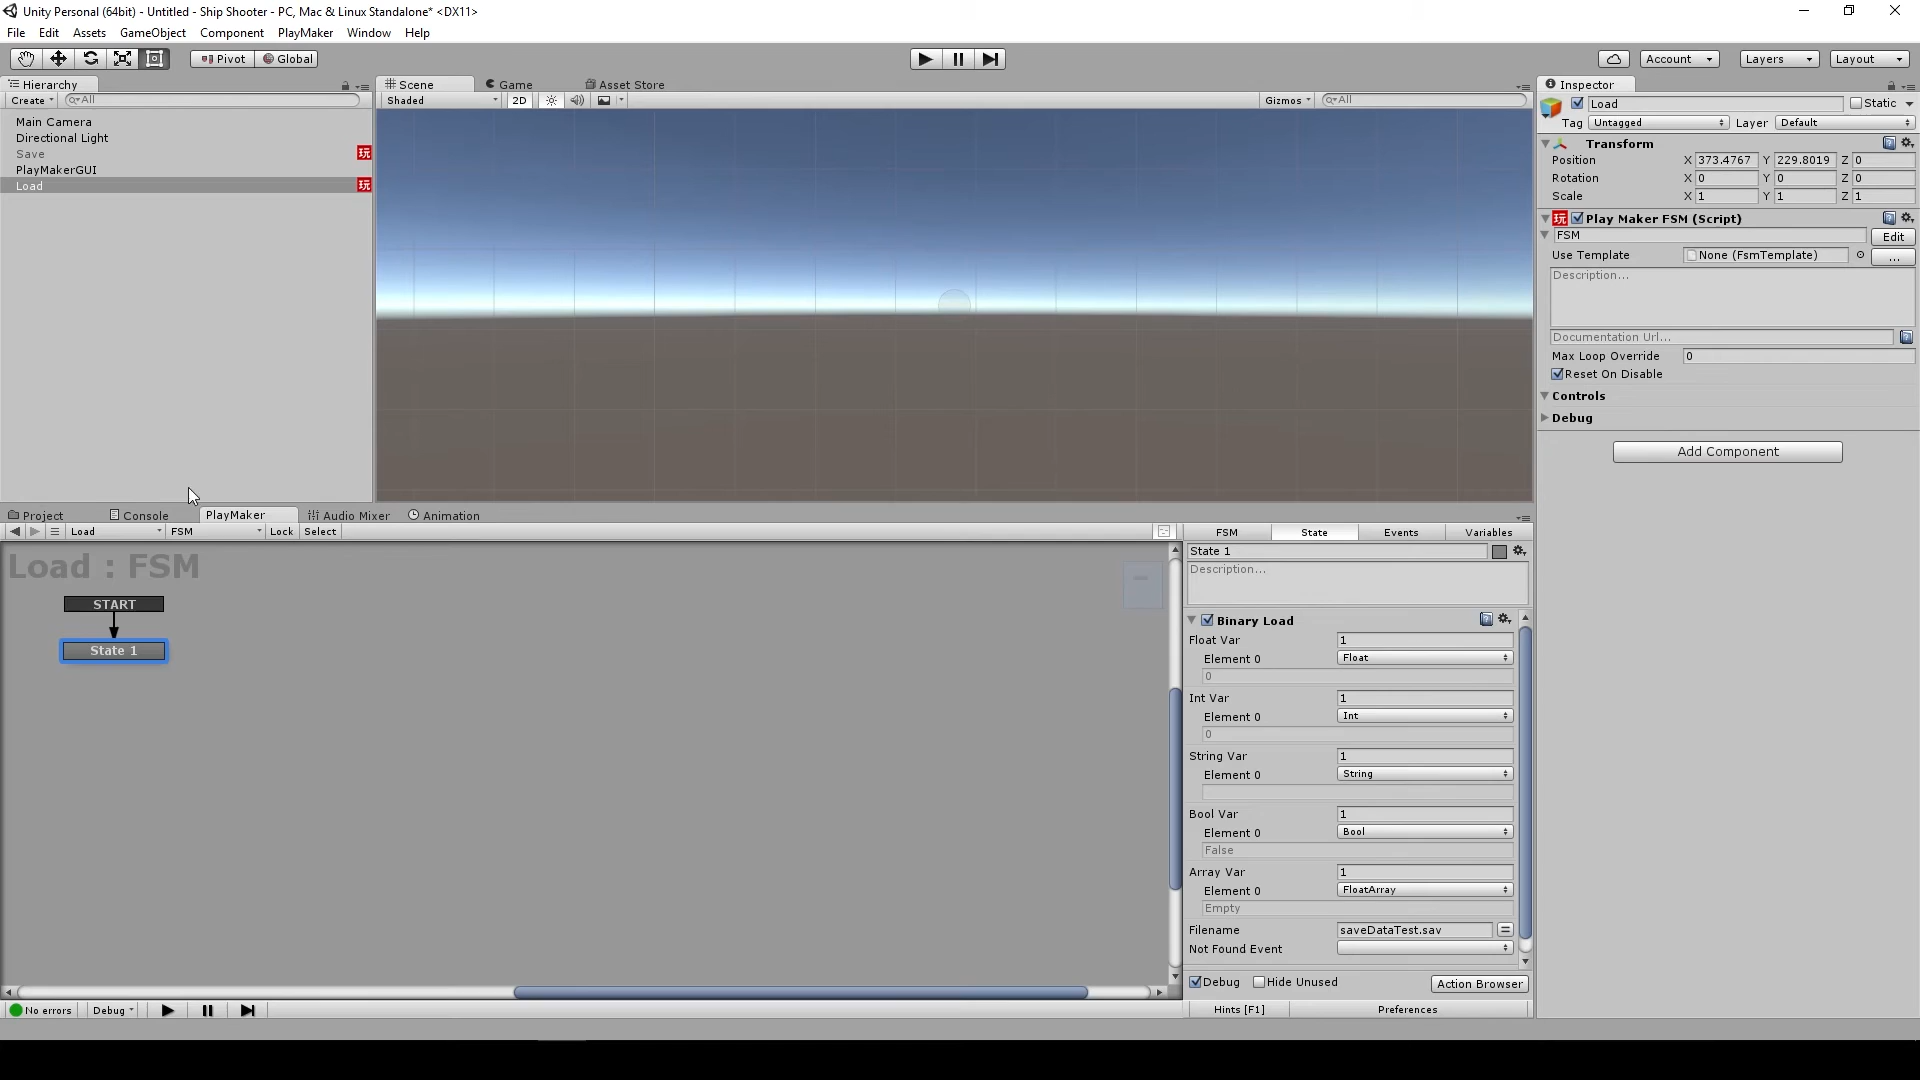 Unity Personal (64bit) - Untitled - Ship Shooter - PC, Mac & Linux Standalone* <DX11>
File Edit Assets GameObject Component PlayMaker Window Help
Pivot Global Account Layers Layout
Hierarchy
Create All
Main Camera
Directional Light
Save 玩
PlayMakerGUI
Load 玩
Scene Game Asset Store
Shaded 2D Gizmos All
Inspector
Load Static
Tag Untagged Layer Default
Transform
Position X 373.4767 Y 229.8019 Z 0
Rotation X 0 Y 0 Z 0
Scale X 1 Y 1 Z 1
玩 Play Maker FSM (Script)
FSM Edit
Use Template None (FsmTemplate) ...
Description...
Documentation Url...
Max Loop Override 0
Reset On Disable
Controls
Debug
Add Component
Project Console PlayMaker Audio Mixer Animation
Load FSM Lock Select
Load : FSM
START
State 1
FSM State Events Variables
State 1
Description...
Binary Load
Float Var 1
Element 0 Float
0
Int Var 1
Element 0 Int
0
String Var 1
Element 0 String
Bool Var 1
Element 0 Bool
False
Array Var 1
Element 0 FloatArray
Empty
Filename saveDataTest.sav
Not Found Event
Debug Hide Unused Action Browser
No errors Debug Hints [F1] Preferences